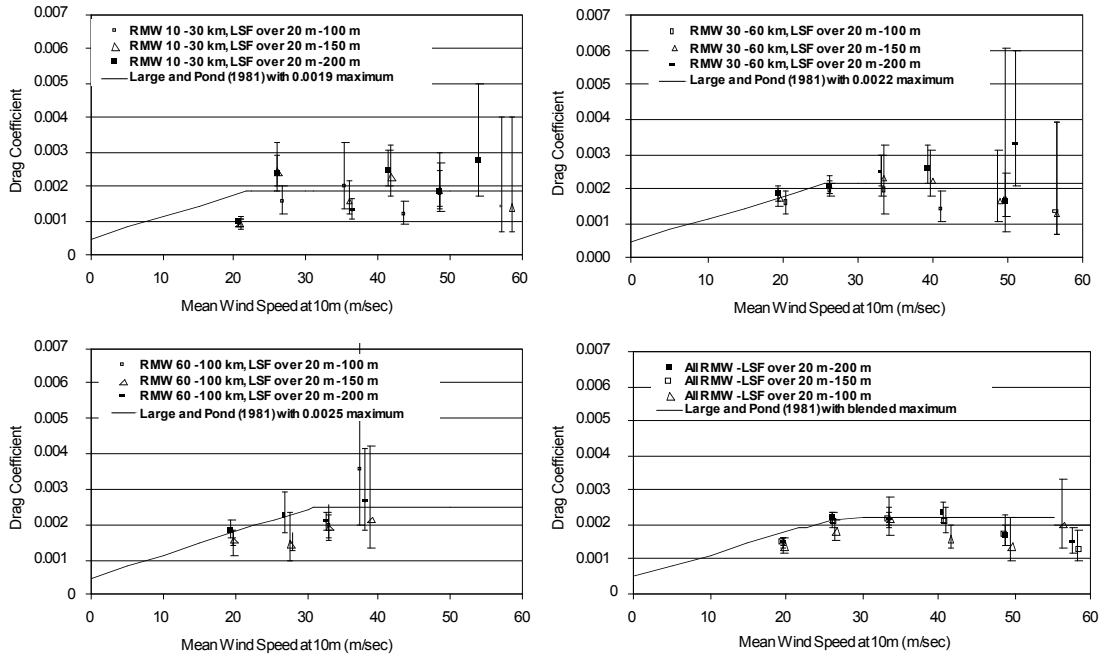 0.007
0.006
0.005
0.004
0.003
0.002
0.001
0
Drag Coefficient
RMW 10 -30 km, LSF over 20 m -100 m
RMW 10 -30 km, LSF over 20 m -150 m
RMW 10 -30 km, LSF over 20 m -200 m
Large and Pond (1981) with 0.0019 maximum
0 10 20 30 40 50 60
Mean Wind Speed at 10m (m/sec)
0.007
0.006
0.005
0.004
0.003
0.002
0.001
0.000
Drag Coefficient
RMW 30 -60 km, LSF over 20 m -100 m
RMW 30 -60 km, LSF over 20 m -150 m
RMW 30 -60 km, LSF over 20 m -200 m
Large and Pond (1981) with 0.0022 maximum
0 10 20 30 40 50 60
Mean Wind Speed at 10m (m/sec)
0.007
0.006
0.005
0.004
0.003
0.002
0.001
0
Drag Coefficient
RMW 60 -100 km, LSF over 20 m -100 m
RMW 60 -100 km, LSF over 20 m -150 m
RMW 60 -100 km, LSF over 20 m -200 m
Large and Pond (1981) with 0.0025 maximum
0 10 20 30 40 50 60
Mean Wind Speed at 10m (m/sec)
0.007
0.006
0.005
0.004
0.003
0.002
0.001
0
Drag Coefficient
All RMW -LSF over 20 m -200 m
All RMW -LSF over 20 m -150 m
All RMW -LSF over 20 m -100 m
Large and Pond (1981) with blended maximum
0 10 20 30 40 50 60
Mean Wind Speed at 10m (m/sec)